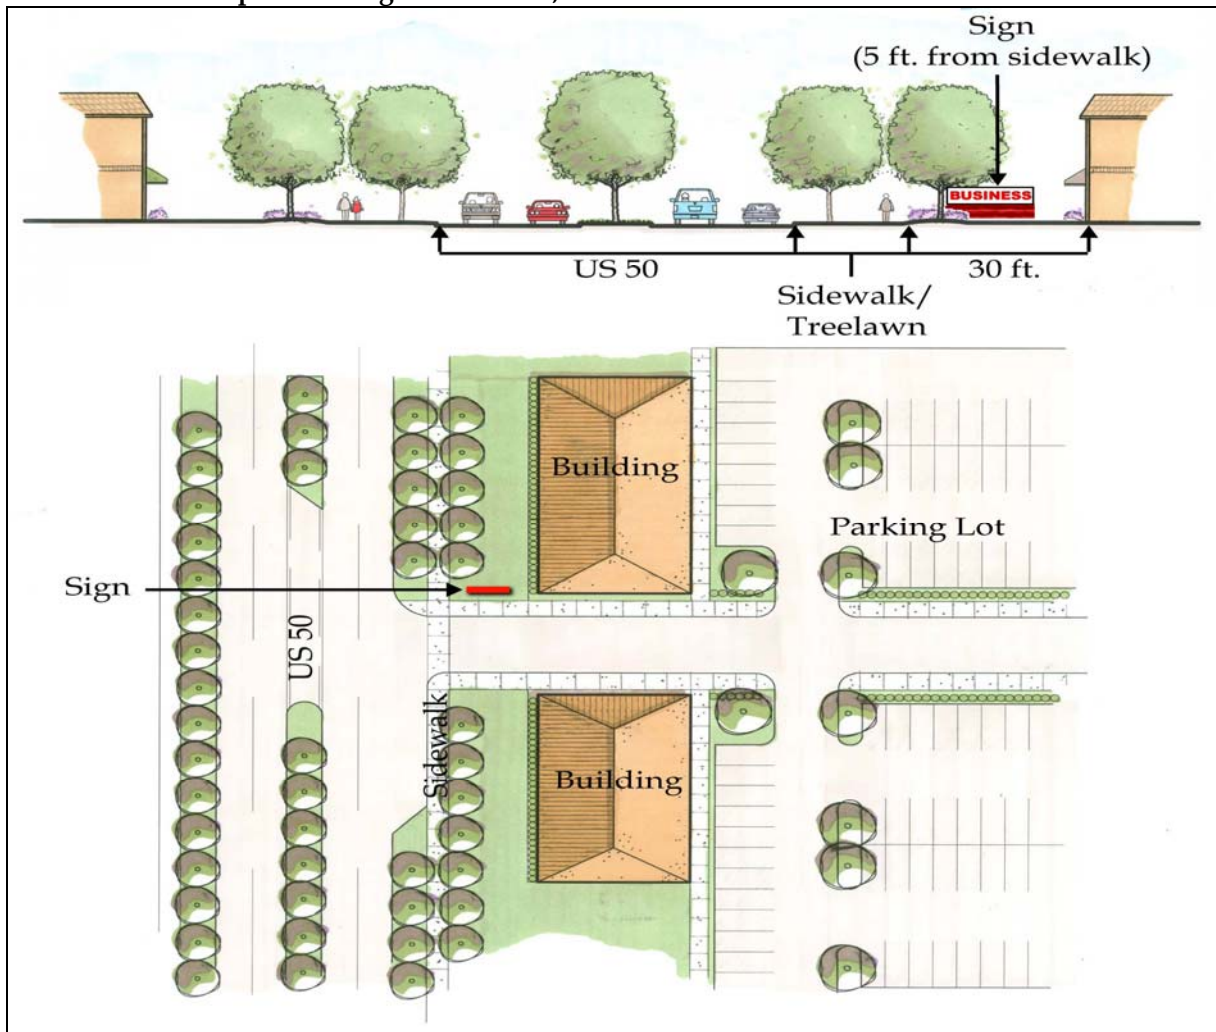 Sign
(5 ft. from sidewalk)
BUSINESS
US 50
30 ft.
Sidewalk/
Treelawn
Building
Parking Lot
Sign
US 50
Sidewalk
Building